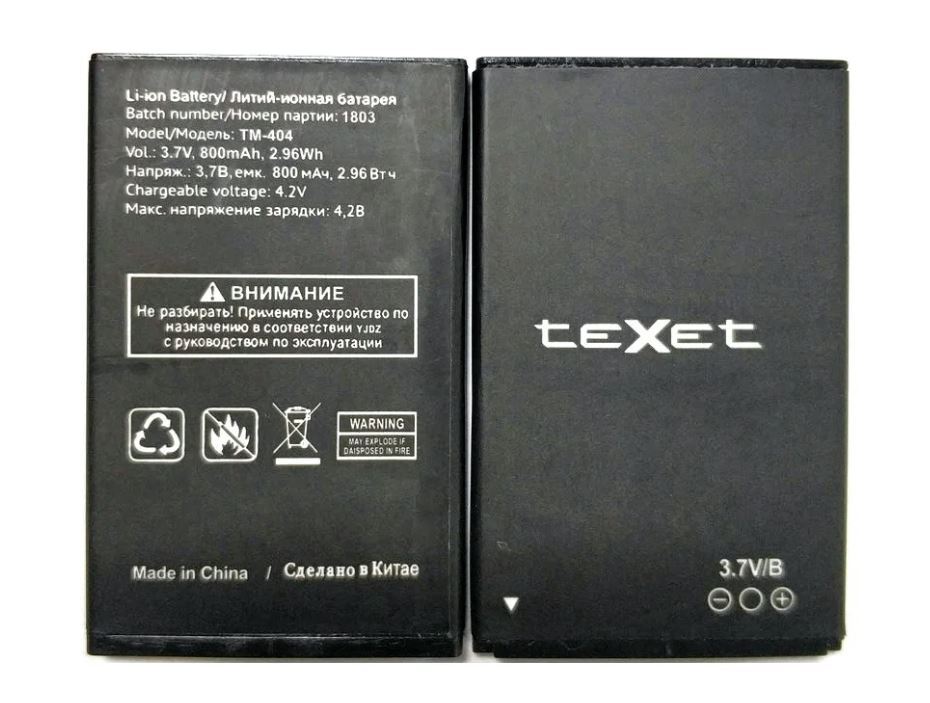 Li-ion Battery/ Литий-ионная батарея
Batch number/Номер партии: 1803
Model/Модель: TM-404
Vol.: 3.7V, 800mAh, 2.96Wh
Напряж.: 3,7В, емк. 800 мАч, 2.96 Вт ч
Chargeable voltage: 4.2V
Макс. напряжение зарядки: 4,2В
ВНИМАНИЕ
Не разбирать! Применять устройство по
назначению в соответствии YJDZ
с руководством по эксплуатации
WARNING
MAY EXPLODE IF
DAISPOSED IN FIRE
Made in China / Сделано в Китае
teXet
3.7V/B